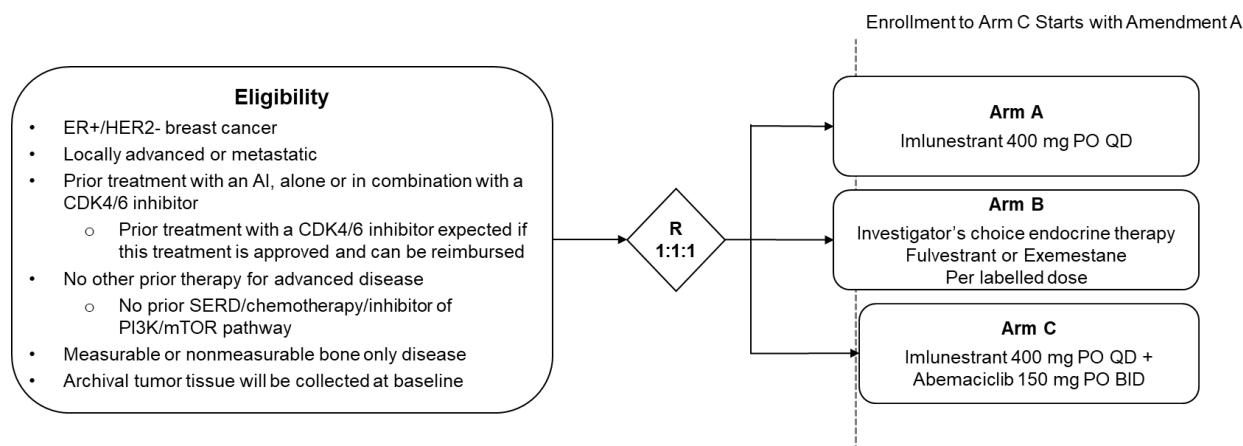 Enrollment to Arm C Starts with Amendment A
Eligibility
• ER+/HER2- breast cancer
• Locally advanced or metastatic
• Prior treatment with an AI, alone or in combination with a
CDK4/6 inhibitor
o Prior treatment with a CDK4/6 inhibitor expected if
this treatment is approved and can be reimbursed
• No other prior therapy for advanced disease
o No prior SERD/chemotherapy/inhibitor of
PI3K/mTOR pathway
• Measurable or nonmeasurable bone only disease
• Archival tumor tissue will be collected at baseline
R
1:1:1
Arm A
Imlunestrant 400 mg PO QD
Arm B
Investigator's choice endocrine therapy
Fulvestrant or Exemestane
Per labelled dose
Arm C
Imlunestrant 400 mg PO QD +
Abemaciclib 150 mg PO BID